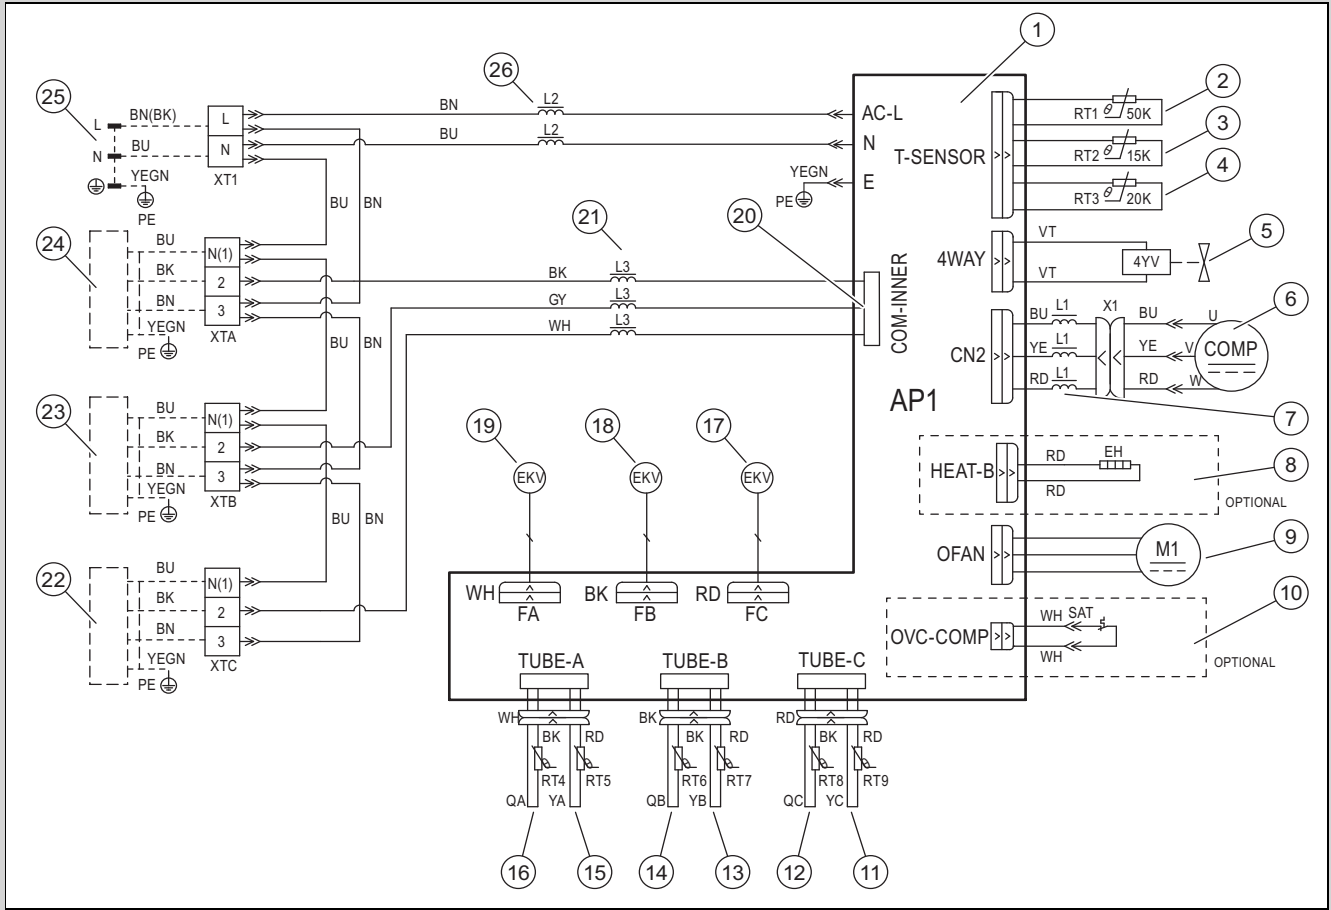 1
26
25
BN(BK)
L
L
BN
L2
AC-L
2
RT1
50K
BU
N
N
BU
L2
N
3
T-SENSOR
RT2
15K
YEGN
XT1
YEGN
E
4
PE
PE
RT3
20K
BU
BN
21
20
24
BU
N(1)
VT
5
4WAY
4YV
VT
BK
2
BK
L3
BN
3
GY
L3
YEGN
XTA
WH
L3
PE
COM-INNER
BU
BN
L1
X1
BU
BU
U
6
CN2
YE
L1
YE
V
COMP
RD
L1
RD
W
AP1
7
23
BU
N(1)
BK
2
BN
3
YEGN
XTB
PE
BU
BN
19
18
17
EKV
EKV
EKV
HEAT-B
RD
EH
RD
8
OPTIONAL
OFAN
M1
9
22
BU
N(1)
BK
2
BN
3
YEGN
XTC
PE
WH
FA
BK
FB
RD
FC
10
OVC-COMP
WH
SAT
WH
OPTIONAL
TUBE-A
TUBE-B
TUBE-C
WH
BK
RD
BK
RD
BK
RD
BK
RD
RT4
RT5
RT6
RT7
RT8
RT9
QA
YA
QB
YB
QC
YC
16
15
14
13
12
11